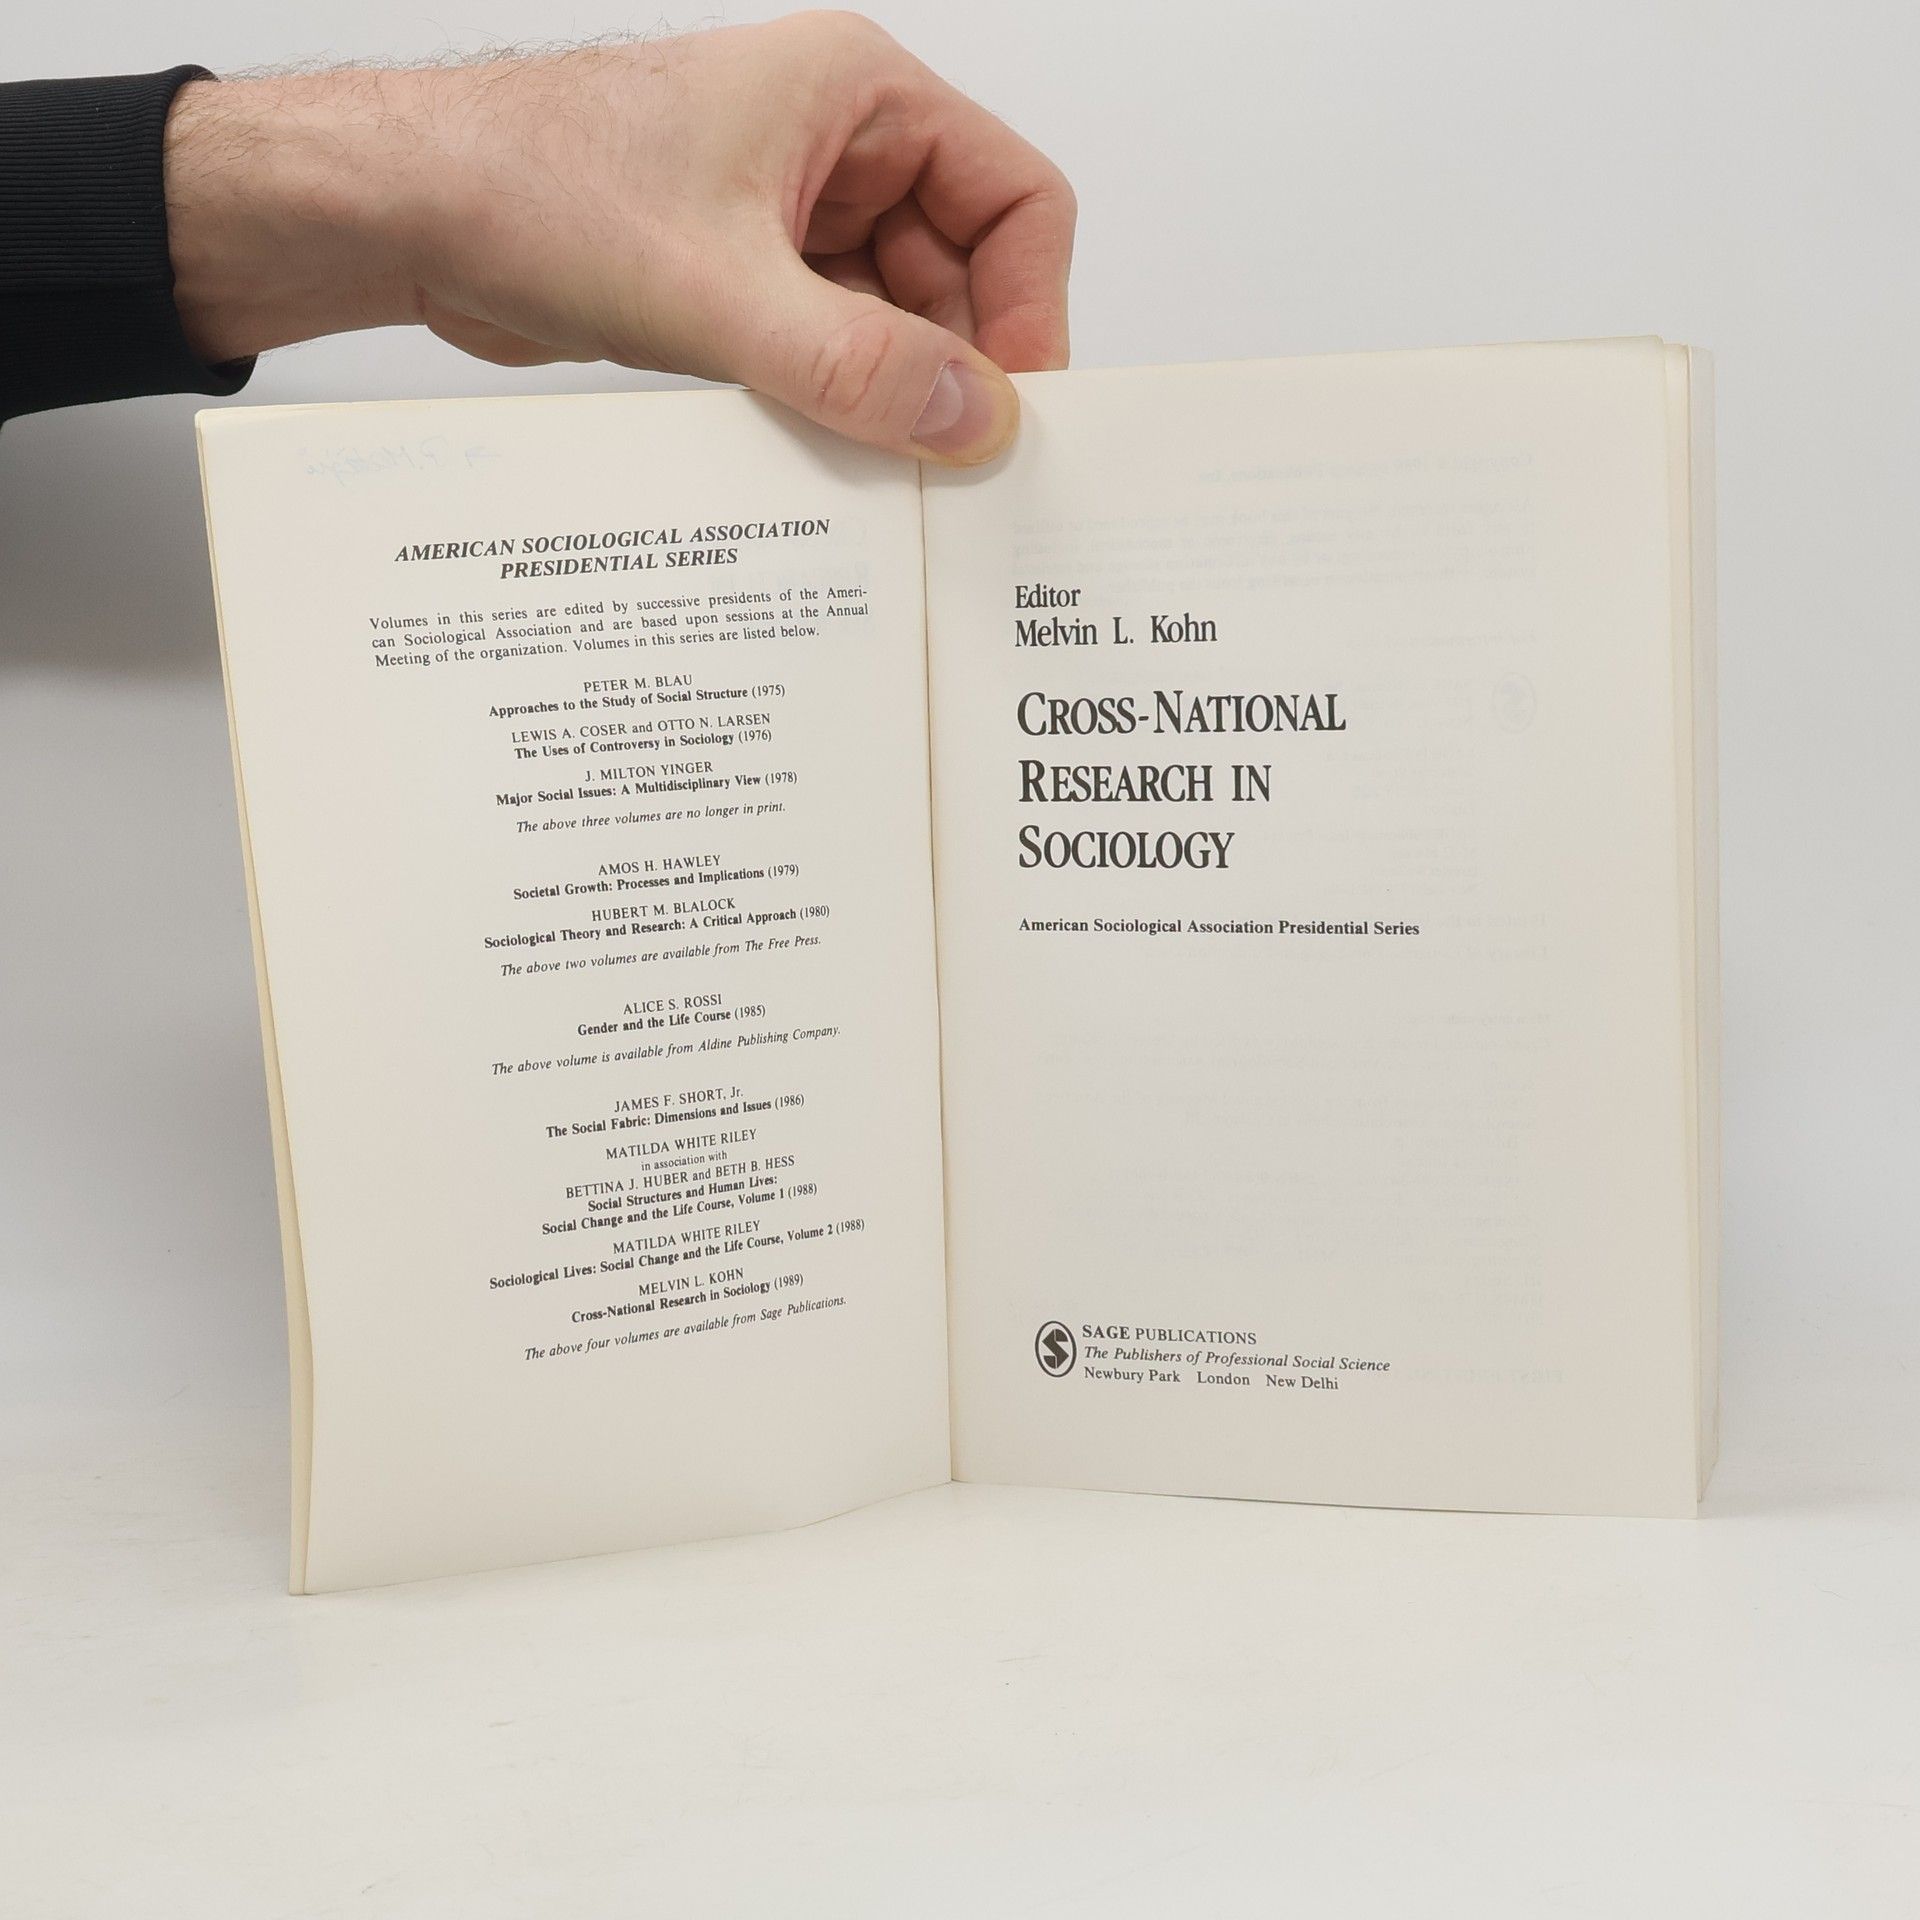 AMERICAN SOCIOLOGICAL ASSOCIATION
PRESIDENTIAL SERIES
Volumes in this series are edited by successive presidents of the Ameri-
can Sociological Association and are based upon sessions at the Annual
Meeting of the organization. Volumes in this series are listed below.
PETER M. BLAU
Approaches to the Study of Social Structure (1975)
LEWIS A. COSER and OTTO N. LARSEN
The Uses of Controversy in Sociology (1976)
J. MILTON YINGER
Major Social Issues: A Multidisciplinary View (1978)
The above three volumes are no longer in print.
AMOS H. HAWLEY
Societal Growth: Processes and Implications (1979)
HUBERT M. BLALOCK
Sociological Theory and Research: A Critical Approach (1980)
The above two volumes are available from The Free Press.
ALICE S. ROSSI
Gender and the Life Course (1985)
The above volume is available from Aldine Publishing Company.
JAMES F. SHORT, Jr.
The Social Fabric: Dimensions and Issues (1986)
MATILDA WHITE RILEY
in association with
BETTINA J. HUBER and BETH B. HESS
Social Structures and Human Lives:
Social Change and the Life Course, Volume 1 (1988)
MATILDA WHITE RILEY
Sociological Lives: Social Change and the Life Course, Volume 2 (1988)
MELVIN L. KOHN
Cross-National Research in Sociology (1989)
The above four volumes are available from Sage Publications.
Editor
Melvin L. Kohn
CROSS-NATIONAL
RESEARCH IN
SOCIOLOGY
American Sociological Association Presidential Series
SAGE PUBLICATIONS
The Publishers of Professional Social Science
Newbury Park London New Delhi